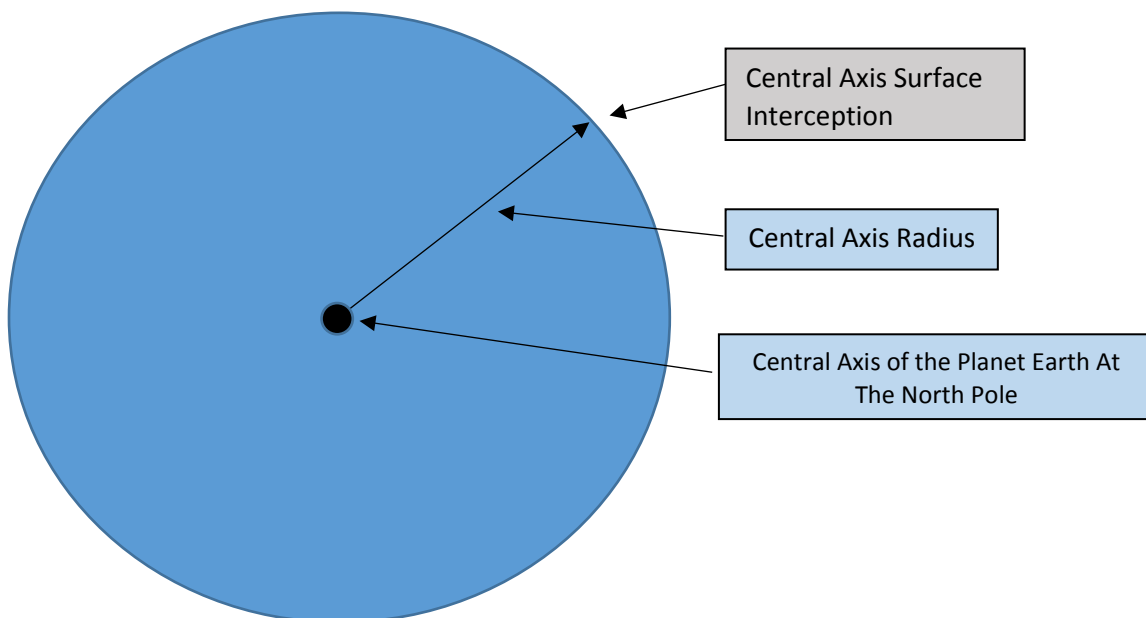 Central Axis Surface
Interception
Central Axis Radius
Central Axis of the Planet Earth At
The North Pole